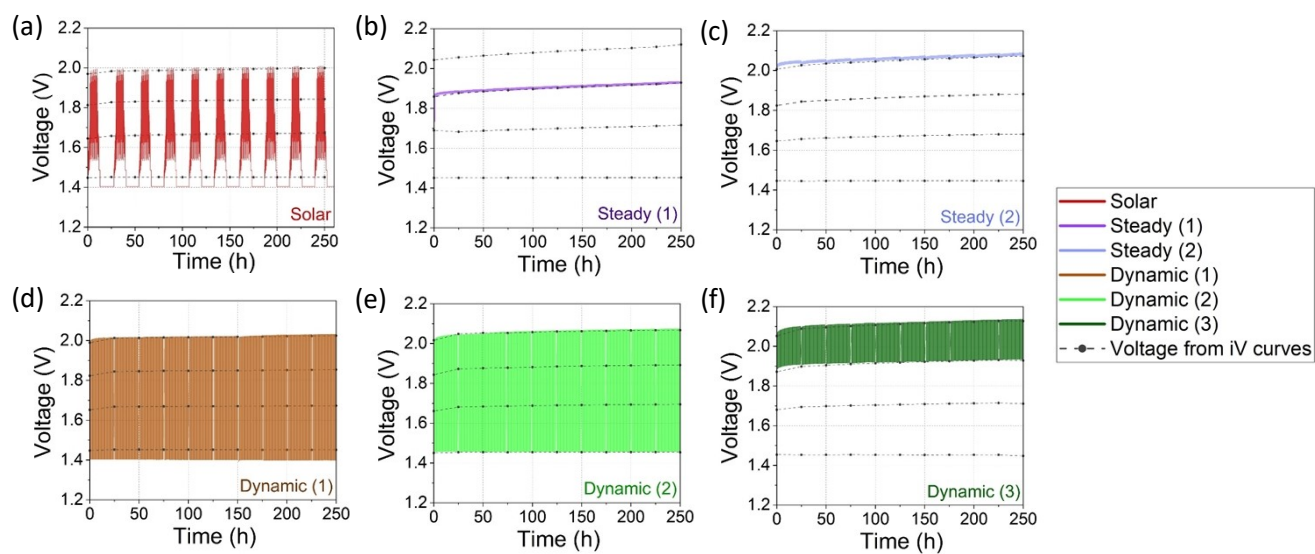 (a)
2.2
2.0
1.8
1.6
1.4
1.2
Voltage (V)
0 50 100 150 200 250
Time (h)
Solar
(b)
2.2
2.0
1.8
1.6
1.4
1.2
Voltage (V)
0 50 100 150 200 250
Time (h)
Steady (1)
(c)
2.2
2.0
1.8
1.6
1.4
1.2
Voltage (V)
0 50 100 150 200 250
Time (h)
Steady (2)
Solar
Steady (1)
Steady (2)
Dynamic (1)
Dynamic (2)
Dynamic (3)
Voltage from iV curves
(d)
2.2
2.0
1.8
1.6
1.4
1.2
Voltage (V)
0 50 100 150 200 250
Time (h)
Dynamic (1)
(e)
2.2
2.0
1.8
1.6
1.4
1.2
Voltage (V)
0 50 100 150 200 250
Time (h)
Dynamic (2)
(f)
2.2
2.0
1.8
1.6
1.4
1.2
Voltage (V)
0 50 100 150 200 250
Time (h)
Dynamic (3)